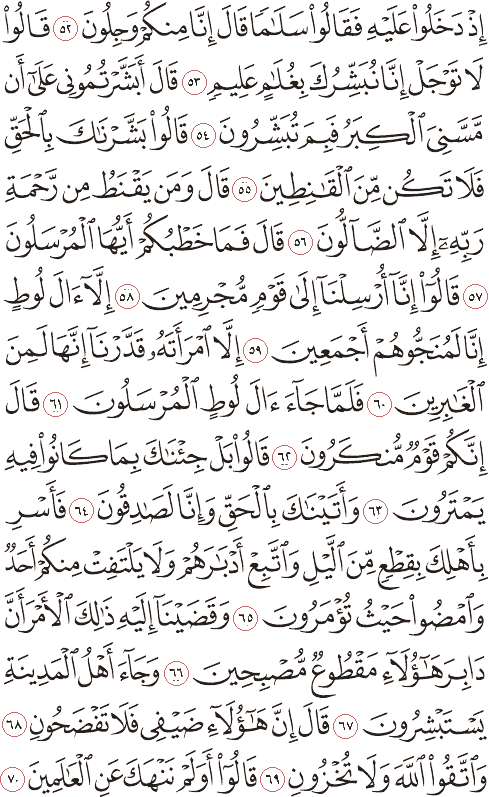 إِذْ دَخَلُوا۟ عَلَيْهِ فَقَالُوا۟ سَلَـٰمًا قَالَ إِنَّا مِنكُمْ وَجِلُونَ ٥٢ قَالُوا۟
لَا تَوْجَلْ إِنَّا نُبَشِّرُكَ بِغُلَـٰمٍ عَلِيمٍ ٥٣ قَالَ أَبَشَّرْتُمُونِى عَلَىٰٓ أَن
مَّسَّنِىَ ٱلْكِبَرُ فَبِمَ تُبَشِّرُونَ ٥٤ قَالُوا۟ بَشَّرْنَـٰكَ بِٱلْحَقِّ
فَلَا تَكُن مِّنَ ٱلْقَـٰنِطِينَ ٥٥ قَالَ وَمَن يَقْنَطُ مِن رَّحْمَةِ
رَبِّهِۦٓ إِلَّا ٱلضَّآلُّونَ ٥٦ قَالَ فَمَا خَطْبُكُمْ أَيُّهَا ٱلْمُرْسَلُونَ
٥٧ قَالُوٓا۟ إِنَّآ أُرْسِلْنَآ إِلَىٰ قَوْمٍ مُّجْرِمِينَ ٥٨ إِلَّآ ءَالَ لُوطٍ
إِنَّا لَمُنَجُّوهُمْ أَجْمَعِينَ ٥٩ إِلَّا ٱمْرَأَتَهُۥ قَدَّرْنَآ إِنَّهَا لَمِنَ
ٱلْغَـٰبِرِينَ ٦٠ فَلَمَّا جَآءَ ءَالَ لُوطٍ ٱلْمُرْسَلُونَ ٦١ قَالَ
إِنَّكُمْ قَوْمٌ مُّنكَرُونَ ٦٢ قَالُوا۟ بَلْ جِئْنَـٰكَ بِمَا كَانُوا۟ فِيهِ
يَمْتَرُونَ ٦٣ وَأَتَيْنَـٰكَ بِٱلْحَقِّ وَإِنَّا لَصَـٰدِقُونَ ٦٤ فَأَسْرِ
بِأَهْلِكَ بِقِطْعٍ مِّنَ ٱلَّيْلِ وَٱتَّبِعْ أَدْبَـٰرَهُمْ وَلَا يَلْتَفِتْ مِنكُمْ أَحَدٌ
وَٱمْضُوا۟ حَيْثُ تُؤْمَرُونَ ٦٥ وَقَضَيْنَآ إِلَيْهِ ذَٰلِكَ ٱلْأَمْرَ أَنَّ
دَابِرَ هَـٰٓؤُلَآءِ مَقْطُوعٌ مُّصْبِحِينَ ٦٦ وَجَآءَ أَهْلُ ٱلْمَدِينَةِ
يَسْتَبْشِرُونَ ٦٧ قَالَ إِنَّ هَـٰٓؤُلَآءِ ضَيْفِى فَلَا تَفْضَحُونِ ٦٨
وَٱتَّقُوا۟ ٱللَّهَ وَلَا تُخْزُونِ ٦٩ قَالُوٓا۟ أَوَلَمْ نَنْهَكَ عَنِ ٱلْعَـٰلَمِينَ ٧٠